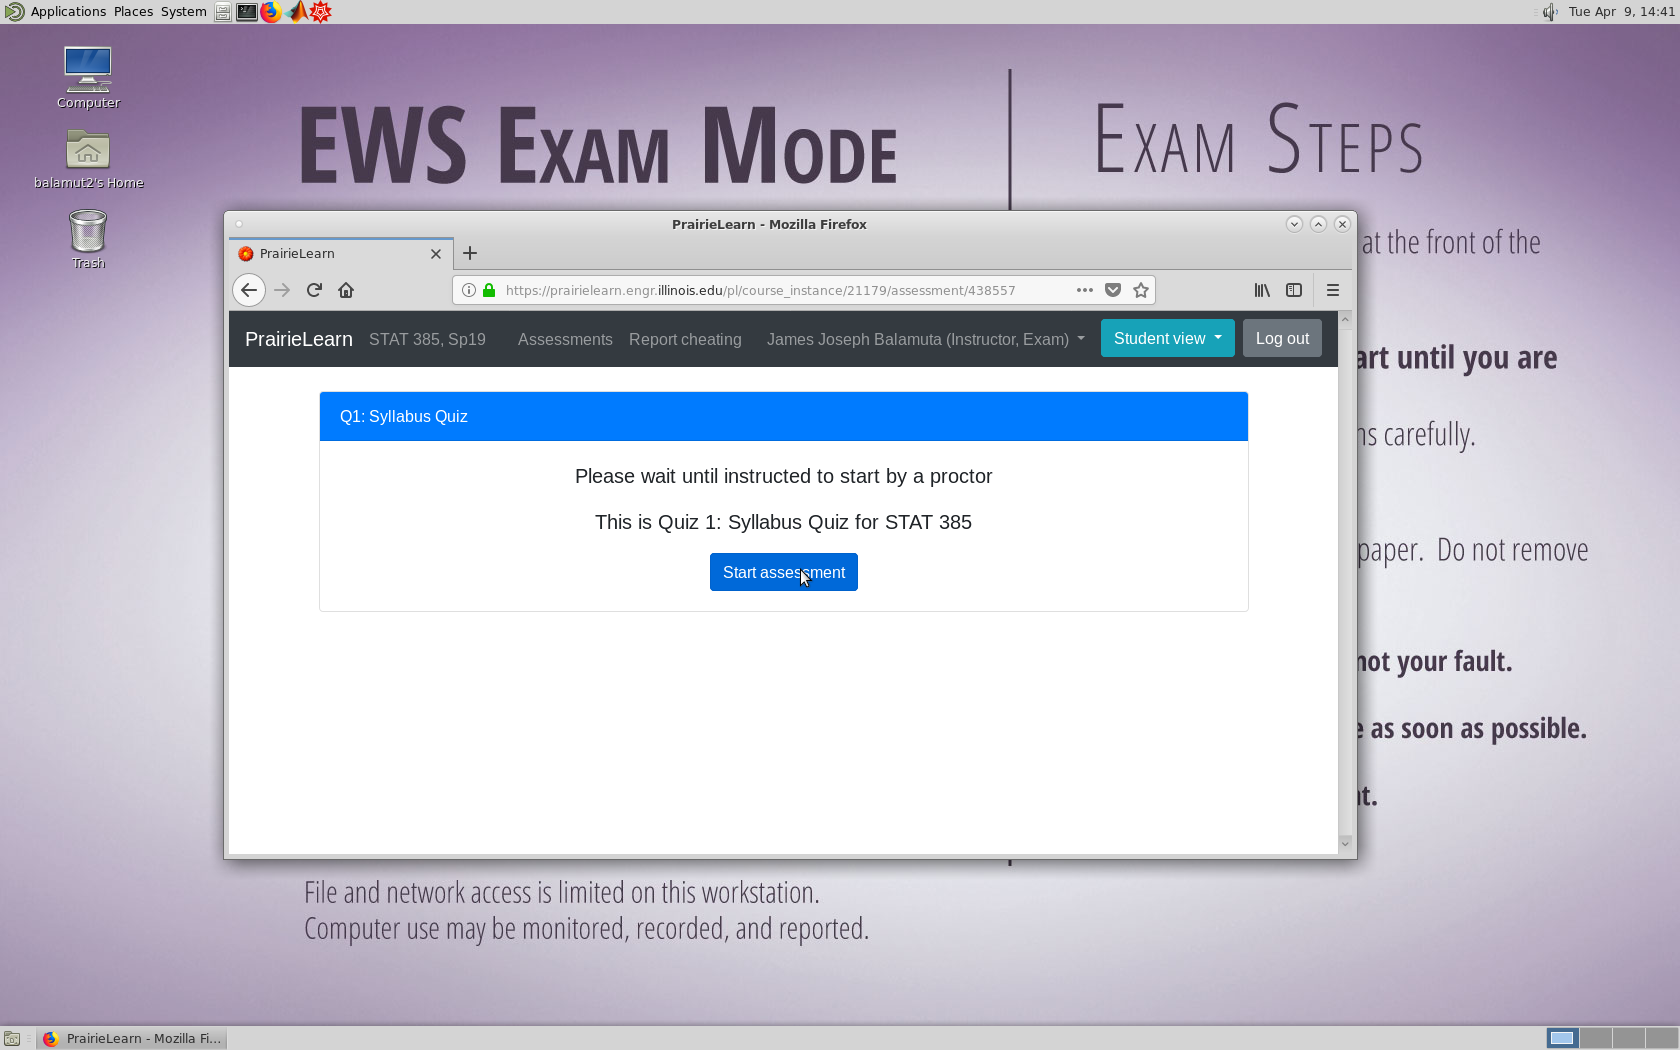 Applications Places System
Tue Apr 9, 14:41
Computer
balamut2's Home
Trash
EWS Exam Mode
Exam Steps
at the front of the
art until you are
ns carefully.
paper. Do not remove
not your fault.
e as soon as possible.
nt.
PrairieLearn - Mozilla Firefox
PrairieLearn
https://prairielearn.engr.illinois.edu/pl/course_instance/21179/assessment/438557
PrairieLearn STAT 385, Sp19 Assessments Report cheating James Joseph Balamuta (Instructor, Exam) Student view Log out
Q1: Syllabus Quiz
Please wait until instructed to start by a proctor
This is Quiz 1: Syllabus Quiz for STAT 385
Start assessment
File and network access is limited on this workstation.
Computer use may be monitored, recorded, and reported.
PrairieLearn - Mozilla Fi...